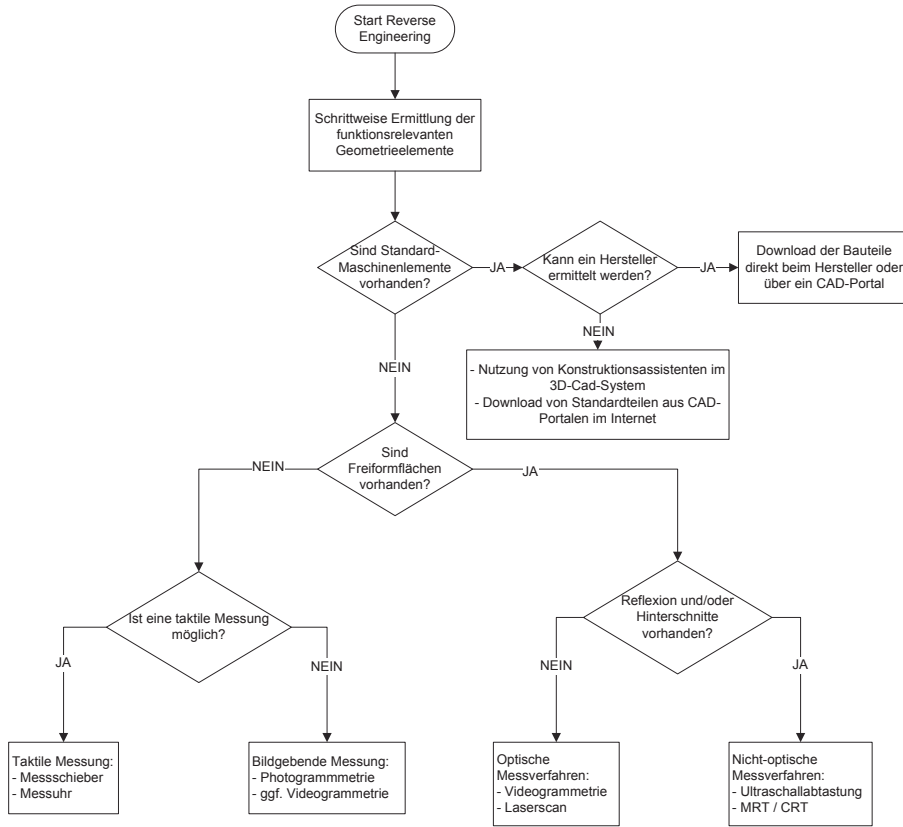 Start Reverse
Engineering
Schrittweise Ermittlung der
funktionsrelevanten
Geometrieelemente
Sind Standard-
Maschinenlemente
vorhanden?
JA
Kann ein Hersteller
ermittelt werden?
JA
Download der Bauteile
direkt beim Hersteller oder
über ein CAD-Portal
NEIN
- Nutzung von Konstruktionsassistenten im
3D-Cad-System
- Download von Standardteilen aus CAD-
Portalen im Internet
NEIN
Sind
Freiformflächen
vorhanden?
NEIN
JA
Ist eine taktile Messung
möglich?
JA
NEIN
Reflexion und/oder
Hinterschnitte
vorhanden?
NEIN
JA
Taktile Messung:
- Messschieber
- Messuhr
Bildgebende Messung:
- Photogrammmetrie
- ggf. Videogrammetrie
Optische
Messverfahren:
- Videogrammetrie
- Laserscan
Nicht-optische
Messverfahren:
- Ultraschallabtastung
- MRT / CRT